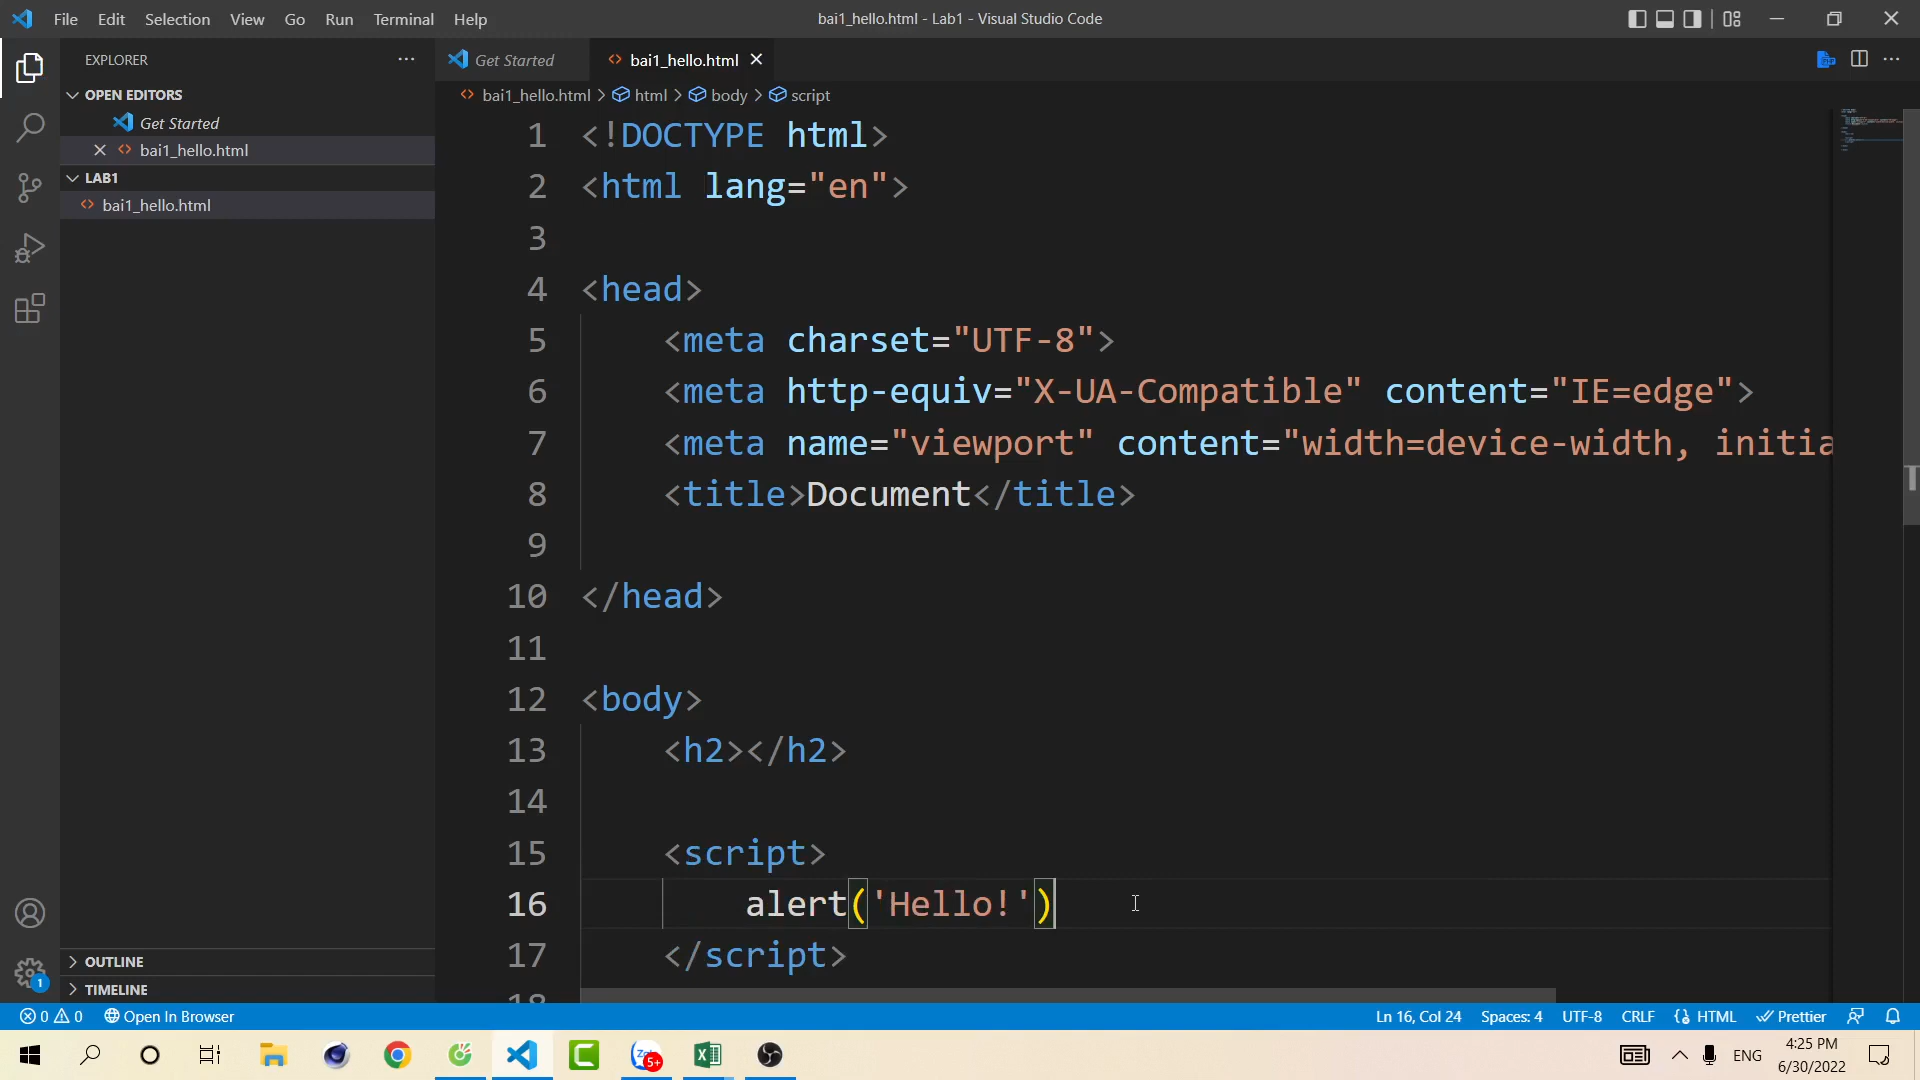 File Edit Selection View Go Run Terminal Help
bai1_hello.html - Lab1 - Visual Studio Code
EXPLORER
OPEN EDITORS
Get Started
bai1_hello.html
LAB1
bai1_hello.html
OUTLINE
TIMELINE
Get Started
bai1_hello.html
bai1_hello.html > html > body > script
1 <!DOCTYPE html>
2 <html lang="en">
3
4 <head>
5 <meta charset="UTF-8">
6 <meta http-equiv="X-UA-Compatible" content="IE=edge">
7 <meta name="viewport" content="width=device-width, initia
8 <title>Document</title>
9
10 </head>
11
12 <body>
13 <h2></h2>
14
15 <script>
16 alert('Hello!')
17 </script>
18
1
0 0 Open In Browser
Ln 16, Col 24 Spaces: 4 UTF-8 CRLF HTML Prettier
5+
ENG
4:25 PM
6/30/2022